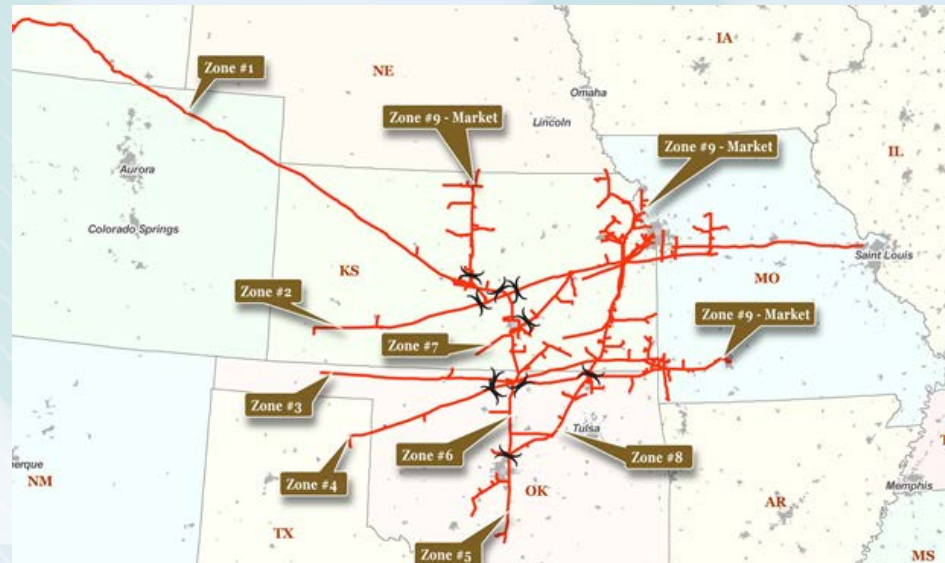 Zone #1
NE
IA
Omaha
Lincoln
Zone #9 - Market
Zone #9 - Market
IL
Aurora
Colorado Springs
KS
Saint Louis
MO
Zone #2
Zone #9 - Market
Zone #7
Zone #3
Zone #6
Tulsa
Zone #8
Zone #4
NM
OK
AR
Memphis
TX
Zone #5
MS